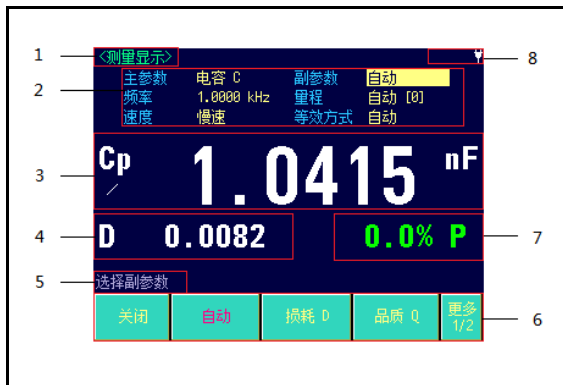 1 <测量显示> 8
2 主参数 电容 C 副参数 自动
频率 1.0000 kHz 量程 自动 [0]
速度 慢速 等效方式 自动
3 Cp 1.0415 nF
4 D 0.0082 0.0% P 7
5 选择副参数
关闭 自动 损耗 D 品质 Q 更多 1/2 6